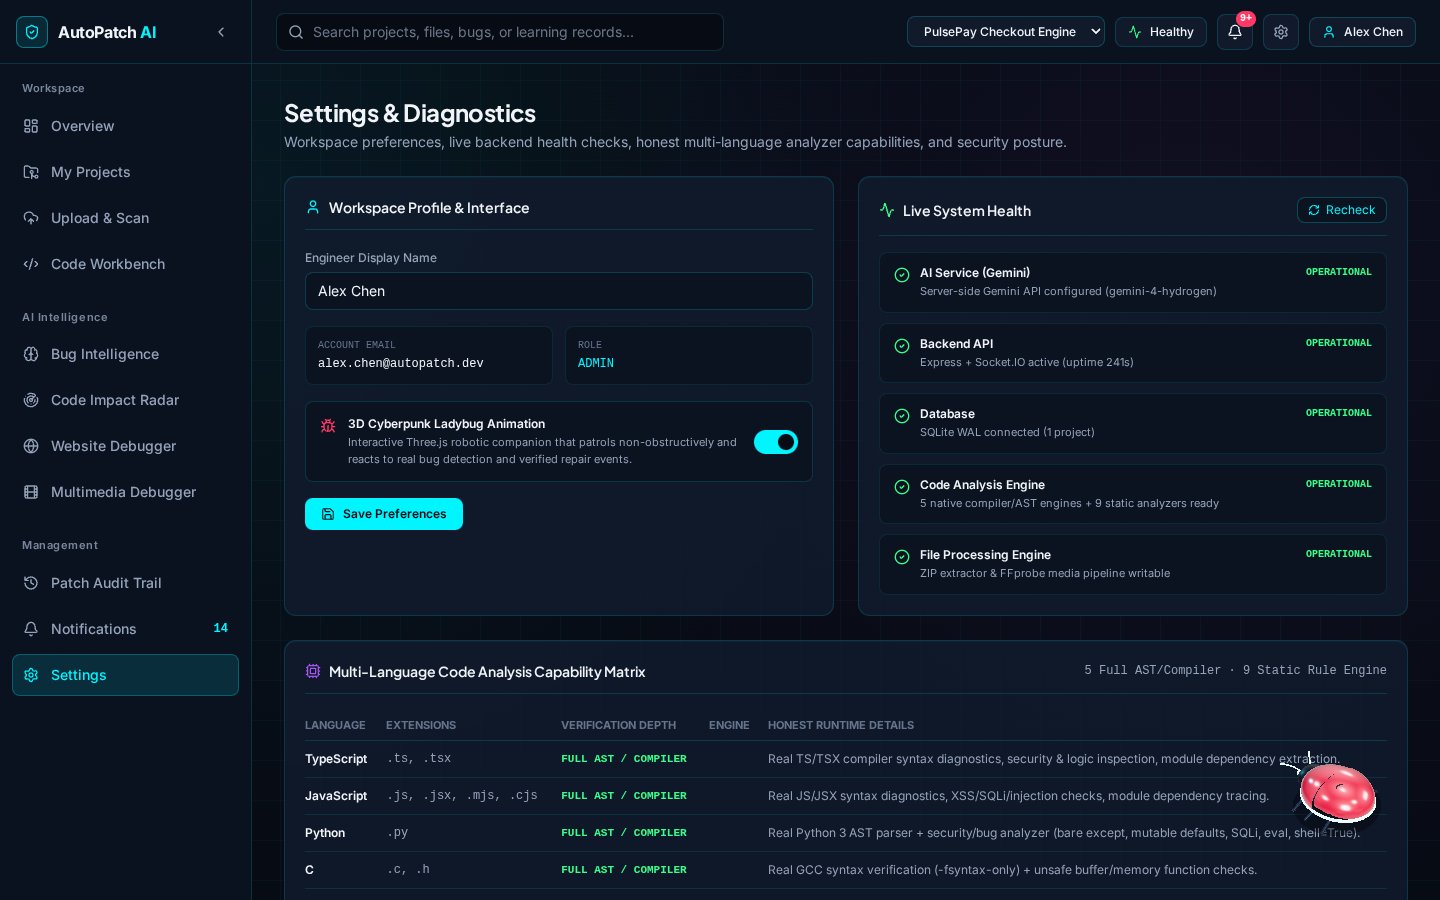 AutoPatch AI
Search projects, files, bugs, or learning records...
PulsePay Checkout Engine
Healthy
9+
Alex Chen
Workspace
Overview
My Projects
Upload & Scan
Code Workbench
AI Intelligence
Bug Intelligence
Code Impact Radar
Website Debugger
Multimedia Debugger
Management
Patch Audit Trail
Notifications 14
Settings
Settings & Diagnostics
Workspace preferences, live backend health checks, honest multi-language analyzer capabilities, and security posture.
Workspace Profile & Interface
Engineer Display Name
Alex Chen
ACCOUNT EMAIL
alex.chen@autopatch.dev
ROLE
ADMIN
3D Cyberpunk Ladybug Animation
Interactive Three.js robotic companion that patrols non-obstructively and
reacts to real bug detection and verified repair events.
Save Preferences
Live System Health
Recheck
AI Service (Gemini) OPERATIONAL
Server-side Gemini API configured (gemini-4-hydrogen)
Backend API OPERATIONAL
Express + Socket.IO active (uptime 241s)
Database OPERATIONAL
SQLite WAL connected (1 project)
Code Analysis Engine OPERATIONAL
5 native compiler/AST engines + 9 static analyzers ready
File Processing Engine OPERATIONAL
ZIP extractor & FFprobe media pipeline writable
Multi-Language Code Analysis Capability Matrix
5 Full AST/Compiler · 9 Static Rule Engine
LANGUAGE EXTENSIONS VERIFICATION DEPTH ENGINE HONEST RUNTIME DETAILS
TypeScript .ts, .tsx FULL AST / COMPILER Real TS/TSX compiler syntax diagnostics, security & logic inspection, module dependency extraction.
JavaScript .js, .jsx, .mjs, .cjs FULL AST / COMPILER Real JS/JSX syntax diagnostics, XSS/SQLi/injection checks, module dependency tracing.
Python .py FULL AST / COMPILER Real Python 3 AST parser + security/bug analyzer (bare except, mutable defaults, SQLi, eval, shell=True).
C .c, .h FULL AST / COMPILER Real GCC syntax verification (-fsyntax-only) + unsafe buffer/memory function checks.